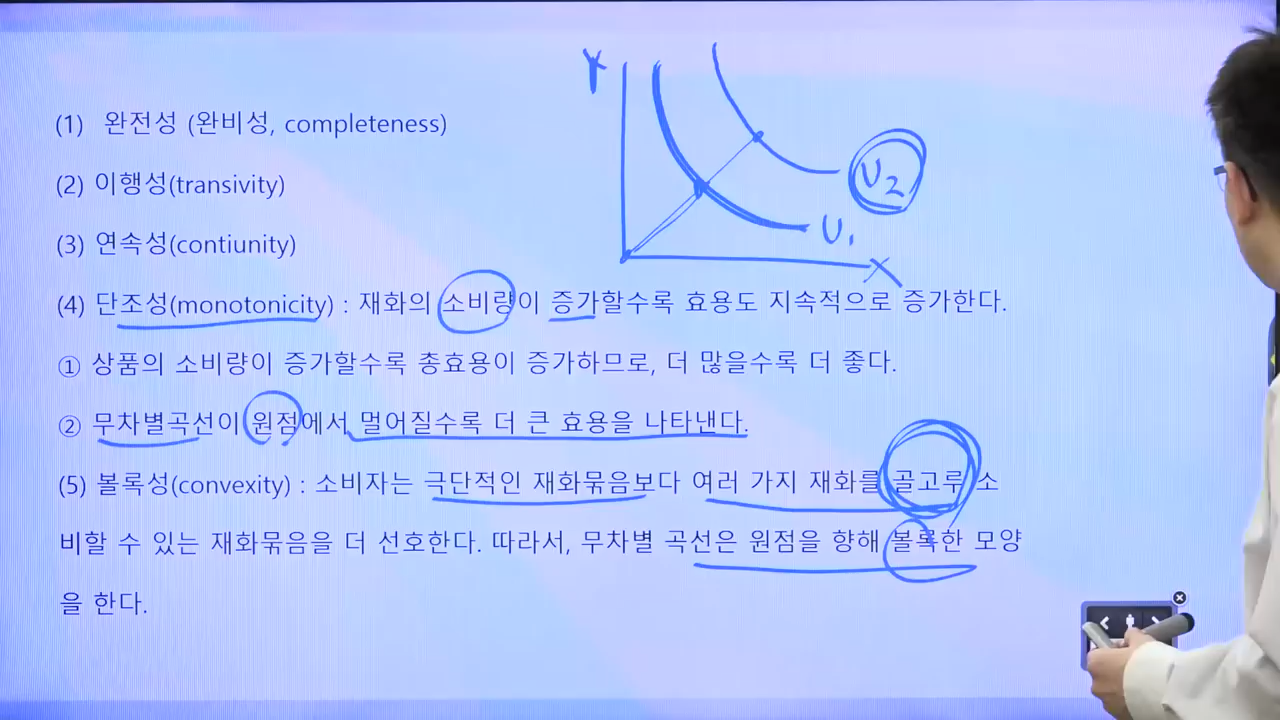 Y
(1) 완전성 (완비성, completeness)
U2
(2) 이행성(transivity)
U1
(3) 연속성(contiunity)
X
(4) 단조성(monotonicity) : 재화의 소비량이 증가할수록 효용도 지속적으로 증가한다.
① 상품의 소비량이 증가할수록 총효용이 증가하므로, 더 많을수록 더 좋다.
② 무차별곡선이 원점에서 멀어질수록 더 큰 효용을 나타낸다.
(5) 볼록성(convexity) : 소비자는 극단적인 재화묶음보다 여러 가지 재화를 골고루 소
비할 수 있는 재화묶음을 더 선호한다. 따라서, 무차별 곡선은 원점을 향해 볼록한 모양
을 한다.